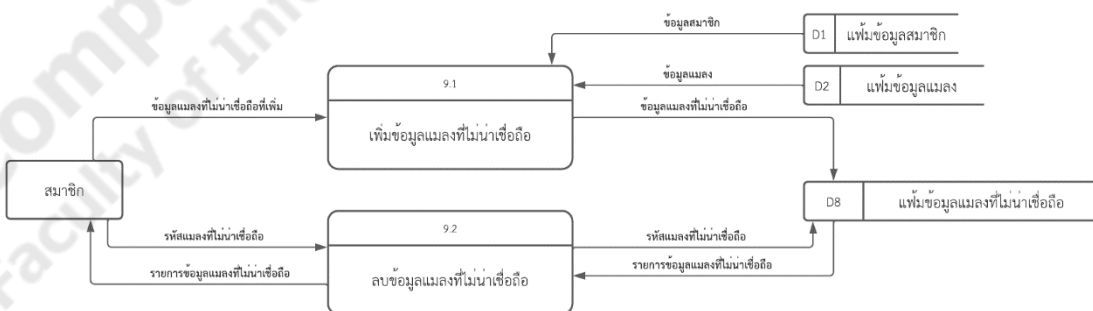 ข้อมูลสมาชิก
D1 แฟ้มข้อมูลสมาชิก
9.1
ข้อมูลแมลง
D2 แฟ้มข้อมูลแมลง
ข้อมูลแมลงที่ไม่น่าเชื่อถือที่เพิ่ม
ข้อมูลแมลงที่ไม่น่าเชื่อถือ
เพิ่มข้อมูลแมลงที่ไม่น่าเชื่อถือ
สมาชิก
D8 แฟ้มข้อมูลแมลงที่ไม่น่าเชื่อถือ
9.2
รหัสแมลงที่ไม่น่าเชื่อถือ
รหัสแมลงที่ไม่น่าเชื่อถือ
รายการข้อมูลแมลงที่ไม่น่าเชื่อถือ
รายการข้อมูลแมลงที่ไม่น่าเชื่อถือ
ลบข้อมูลแมลงที่ไม่น่าเชื่อถือ
Faculty of